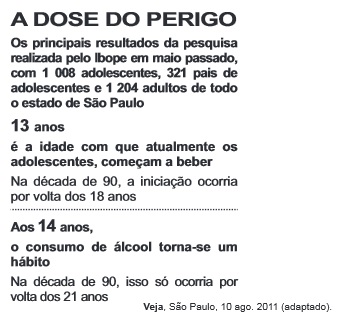 A DOSE DO PERIGO
Os principais resultados da pesquisa
realizada pelo Ibope em maio passado,
com 1 008 adolescentes, 321 pais de
adolescentes e 1 204 adultos de todo
o estado de São Paulo
13 anos
é a idade com que atualmente os
adolescentes, começam a beber
Na década de 90, a iniciação ocorria
por volta dos 18 anos
Aos 14 anos,
o consumo de álcool torna-se um
hábito
Na década de 90, isso só ocorria por
volta dos 21 anos
Veja, São Paulo, 10 ago. 2011 (adaptado).